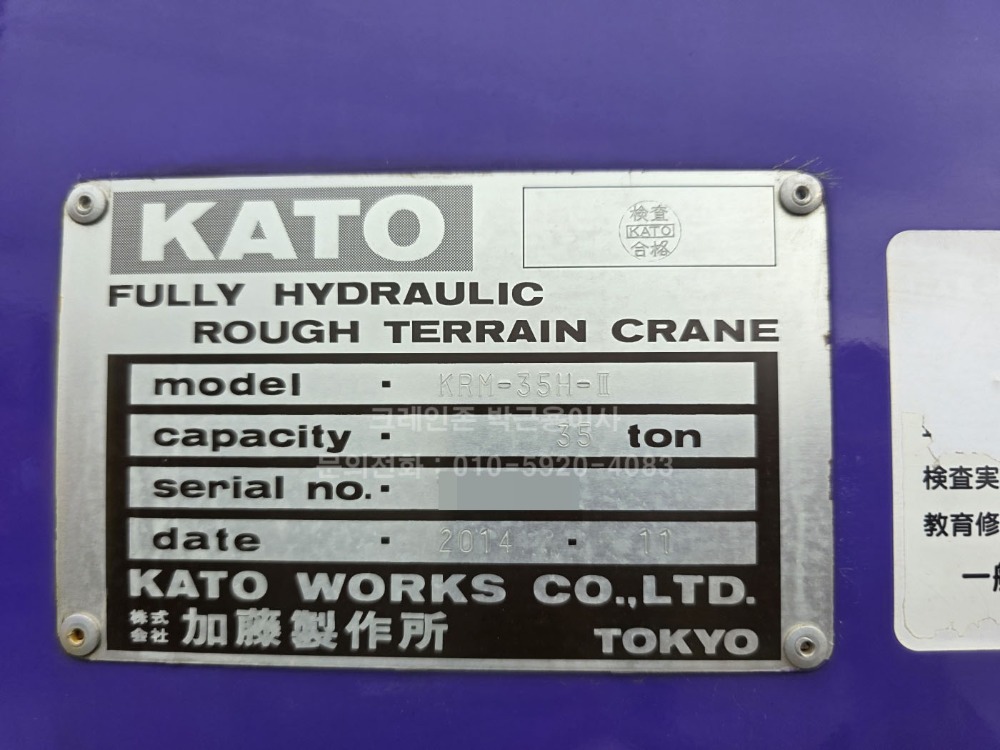 KATO
検査
KATO
合格
FULLY HYDRAULIC
ROUGH TERRAIN CRANE
model · KRM-35H-Ⅱ
크레인존 박근용이사
capacity · 35 ton
문의전화 : 010-5920-4083
serial no. ·
date · 2014 · 11
KATO WORKS CO.,LTD.
株式会社 加藤製作所 TOKYO
検査実
教育修
一般